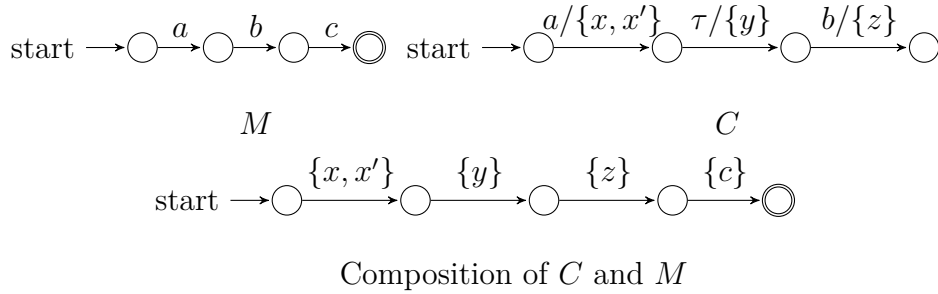 start a b c
start a/{x, x′} τ/{y} b/{z}
M
C
start {x, x′} {y} {z} {c}
Composition of C and M